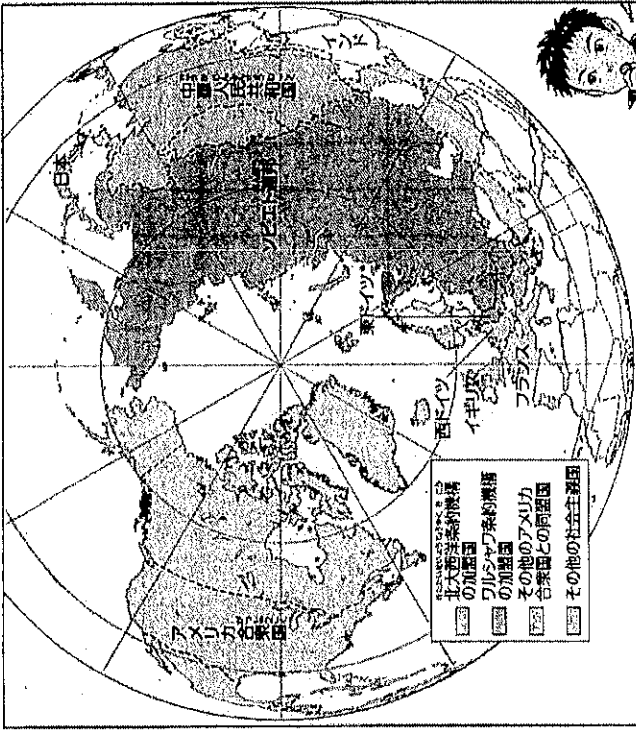 日本
中華人民共和国
インド
ソビエト連邦
東ドイツ
西ドイツ
イギリス
フランス
アメリカ合衆国
北大西洋条約機構
の加盟国
ワルシャワ条約機構
の加盟国
その他のアメリカ
合衆国との同盟国
その他の社会主義国